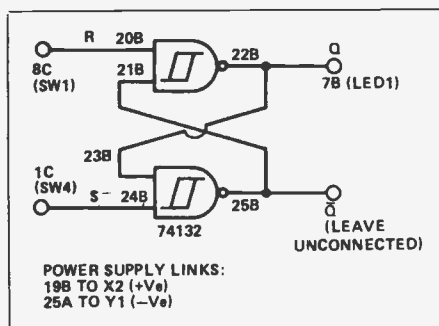 R 20B 22B Q
8C 21B 7B (LED1)
(SW1)
23B
1C
(SW4)
S 24B 25B Q̄
74132 (LEAVE
UNCONNECTED)
POWER SUPPLY LINKS:
19B TO X2 (+Ve)
25A TO Y1 (−Ve)